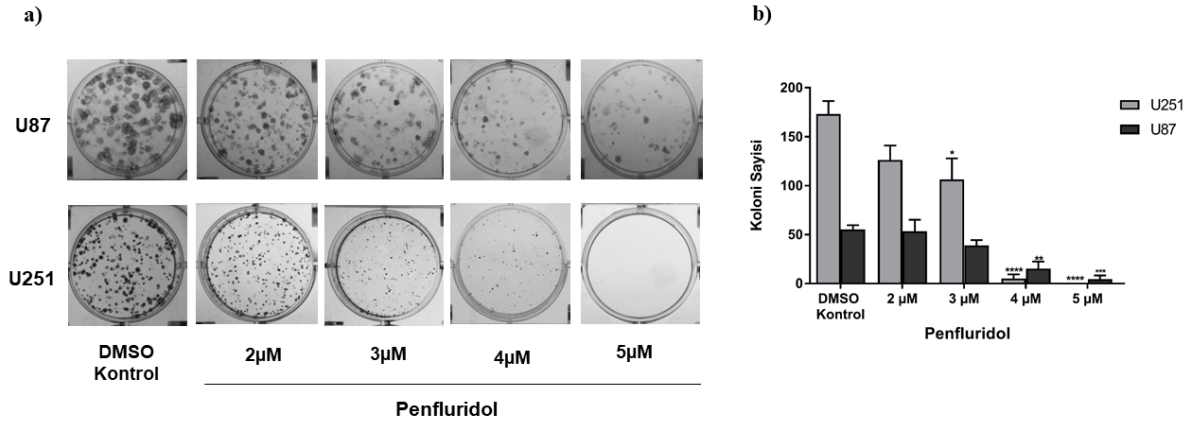 a)
U87
U251
DMSO
Kontrol
2µM
3µM
4µM
5µM
Penfluridol
b)
Koloni Sayisi
200
150
100
50
0
*
****
**
****
***
DMSO
Kontrol
2 µM
3 µM
4 µM
5 µM
Penfluridol
U251
U87